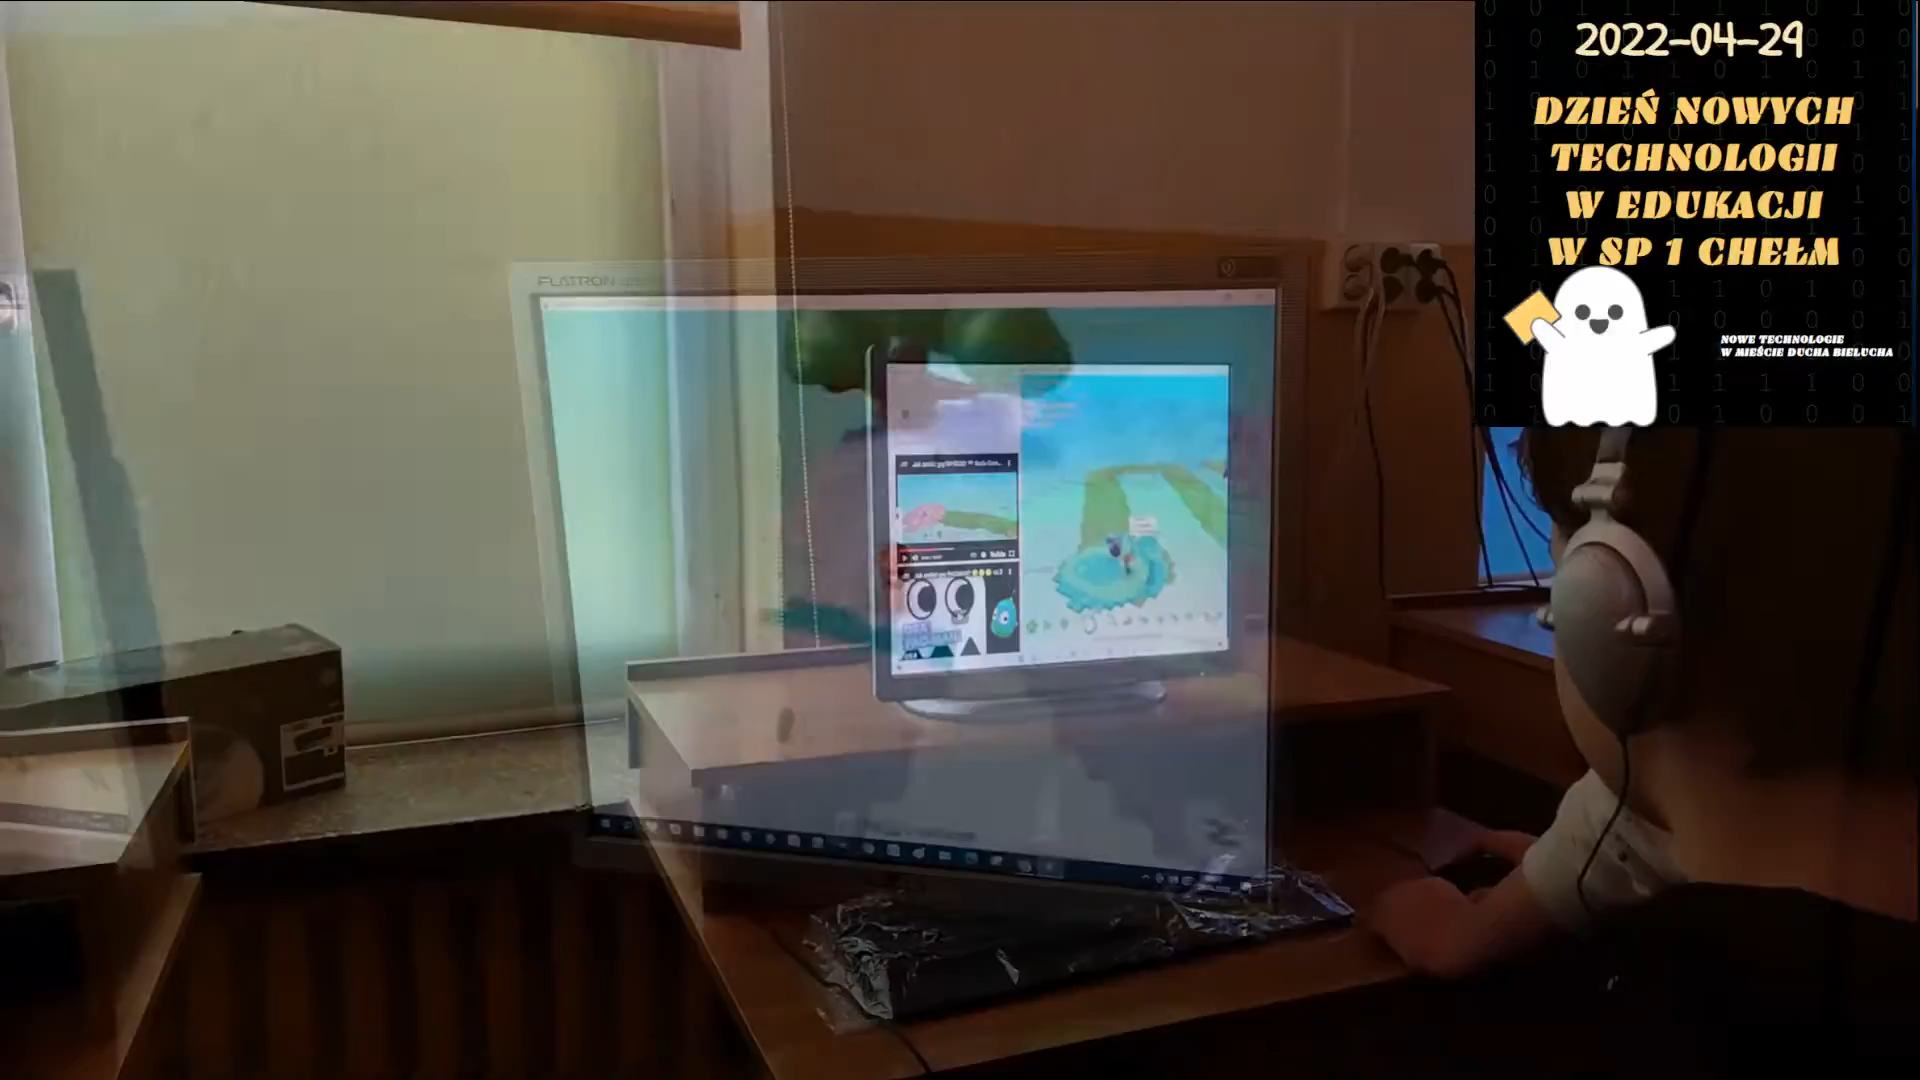 2022-04-29
DZIEŃ NOWYCH
TECHNOLOGII
W EDUKACJI
W SP 1 CHEŁM
NOWE TECHNOLOGIE
W MIEŚCIE DUCHA BIELUCHA
FLATRON